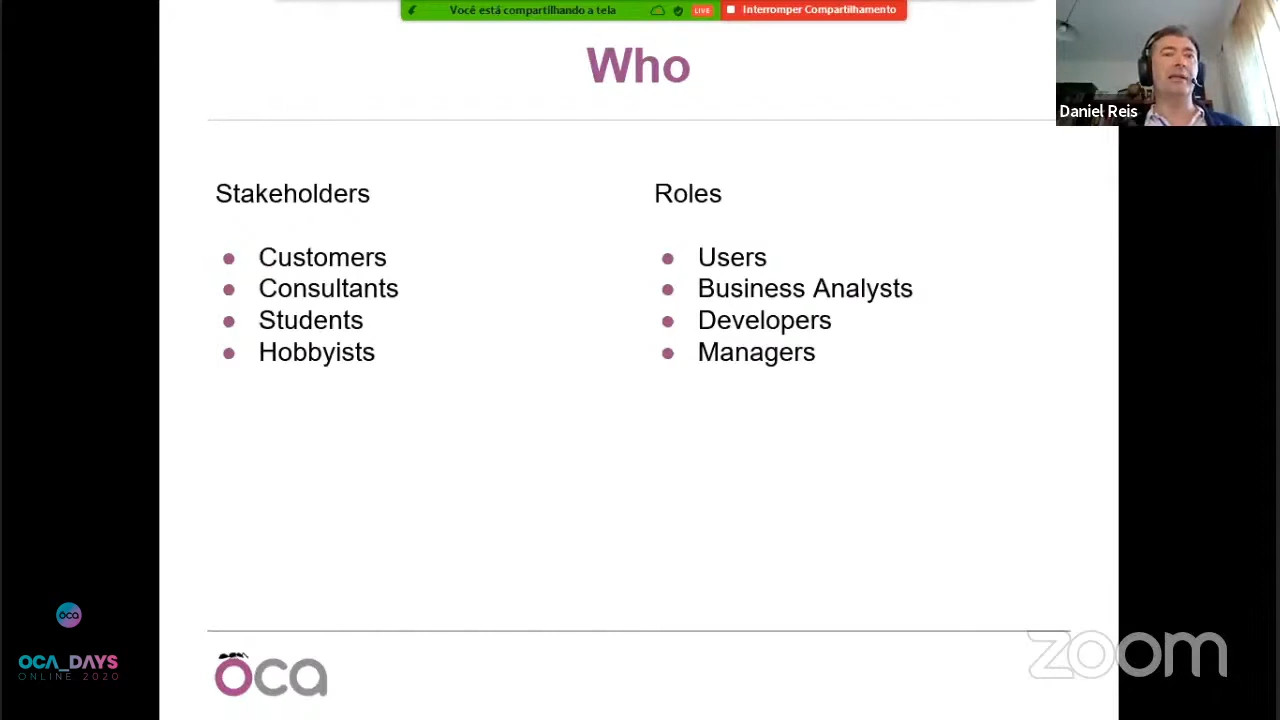 Você está compartilhando a tela
LIVE
Interromper Compartilhamento
Who
Daniel Reis
Stakeholders
Customers
Consultants
Students
Hobbyists
Roles
Users
Business Analysts
Developers
Managers
oca
OCA_DAYS
ONLINE 2020
oca
zoom